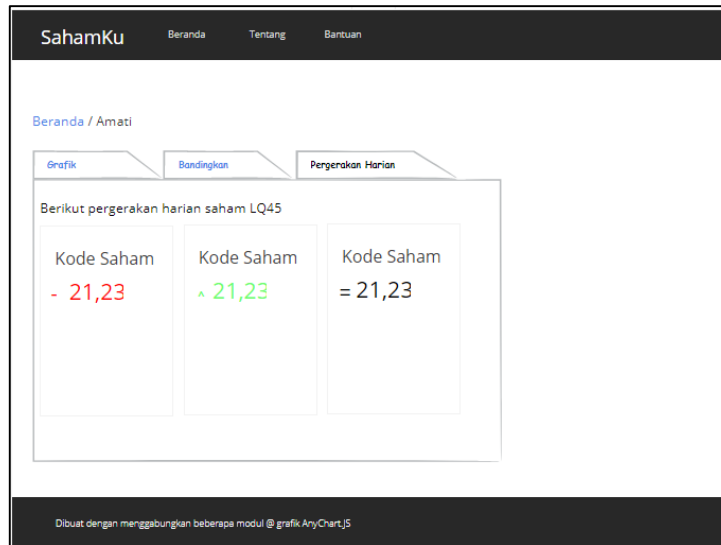 SahamKu Beranda Tentang Bantuan
Beranda / Amati
Grafik Bandingkan Pergerakan Harian
Berikut pergerakan harian saham LQ45
Kode Saham Kode Saham Kode Saham
- 21,23 ^ 21,23 = 21,23
Dibuat dengan menggabungkan beberapa modul @ grafik AnyChart.JS